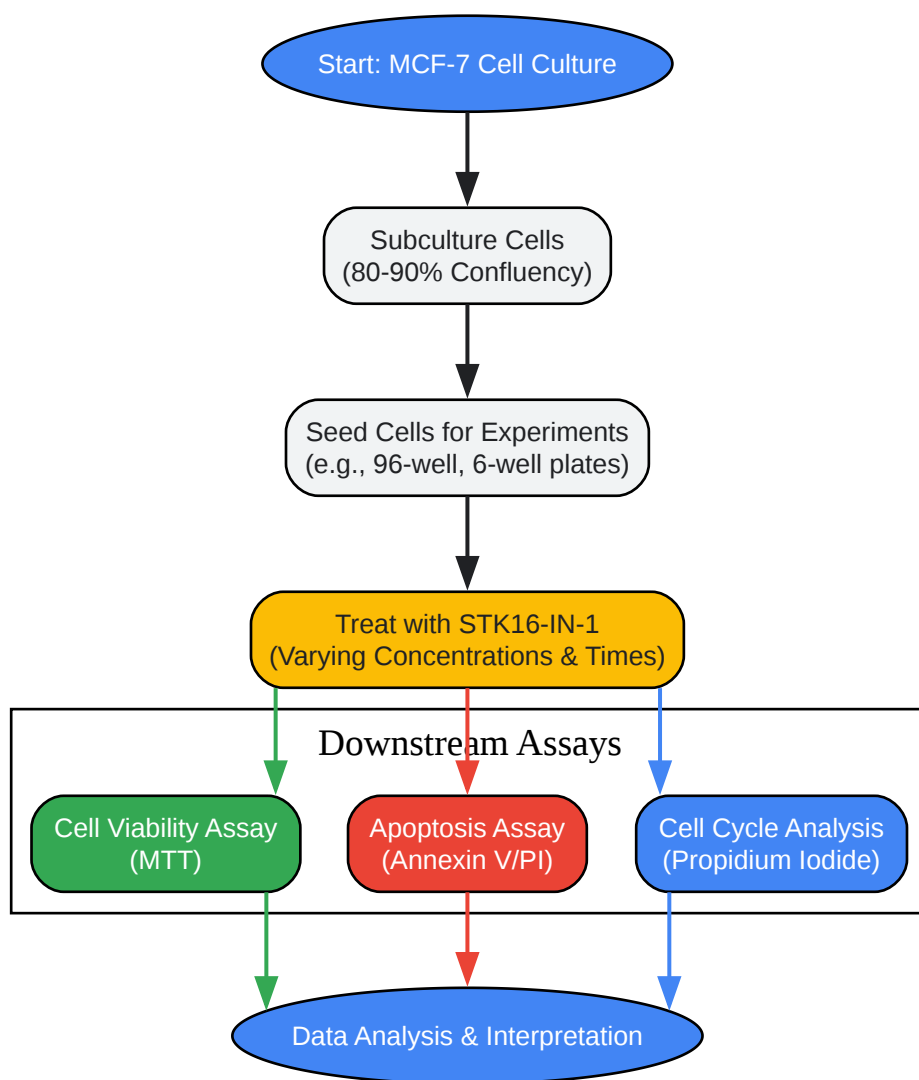 Start: MCF-7 Cell Culture
Subculture Cells
(80-90% Confluency)
Seed Cells for Experiments
(e.g., 96-well, 6-well plates)
Treat with STK16-IN-1
(Varying Concentrations & Times)
Downstream Assays
Cell Viability Assay
(MTT)
Apoptosis Assay
(Annexin V/PI)
Cell Cycle Analysis
(Propidium Iodide)
Data Analysis & Interpretation